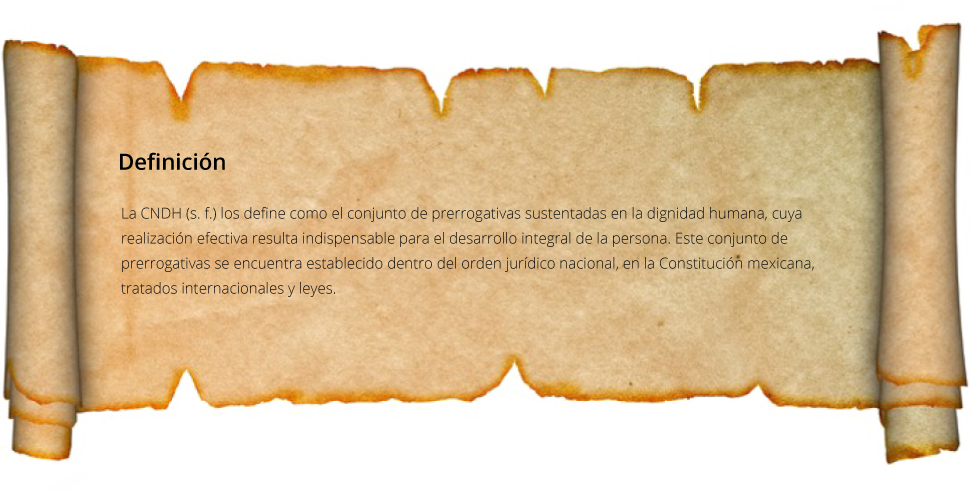 Definición
La CNDH (s. f.) los define como el conjunto de prerrogativas sustentadas en la dignidad humana, cuya
realización efectiva resulta indispensable para el desarrollo integral de la persona. Este conjunto de
prerrogativas se encuentra establecido dentro del orden jurídico nacional, en la Constitución mexicana,
tratados internacionales y leyes.